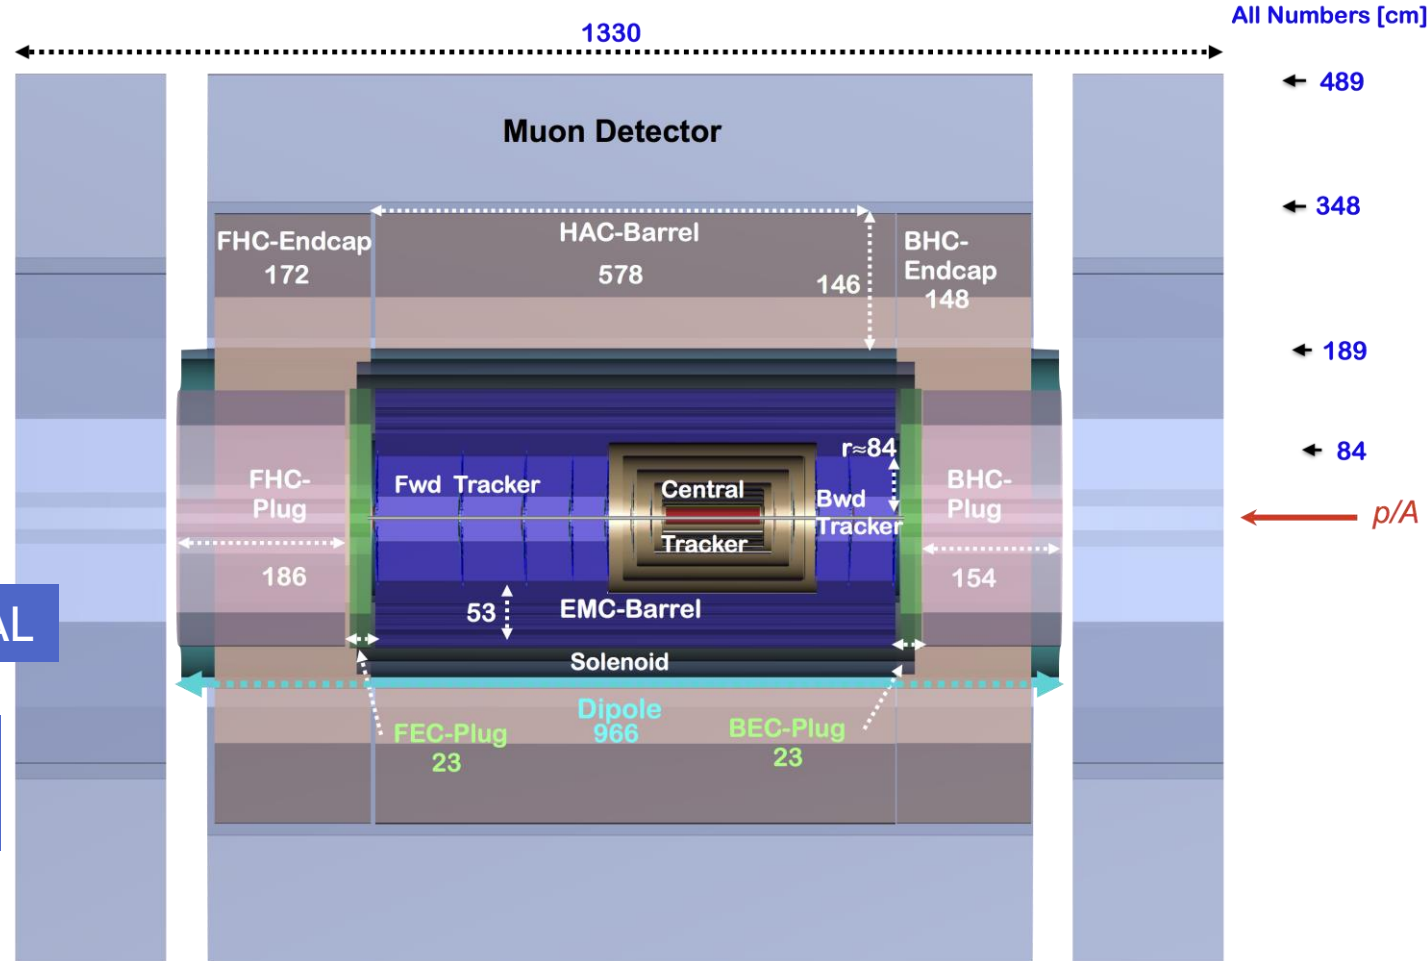 All Numbers [cm]
1330
489
Muon Detector
348
FHC-Endcap
172
HAC-Barrel
578
146
BHC-
Endcap
148
189
r≈84
84
FHC-
Plug
Fwd Tracker
Central
Tracker
Bwd
Tracker
BHC-
Plug
p/A
186
53
EMC-Barrel
154
AL
Solenoid
Dipole
966
FEC-Plug
23
BEC-Plug
23